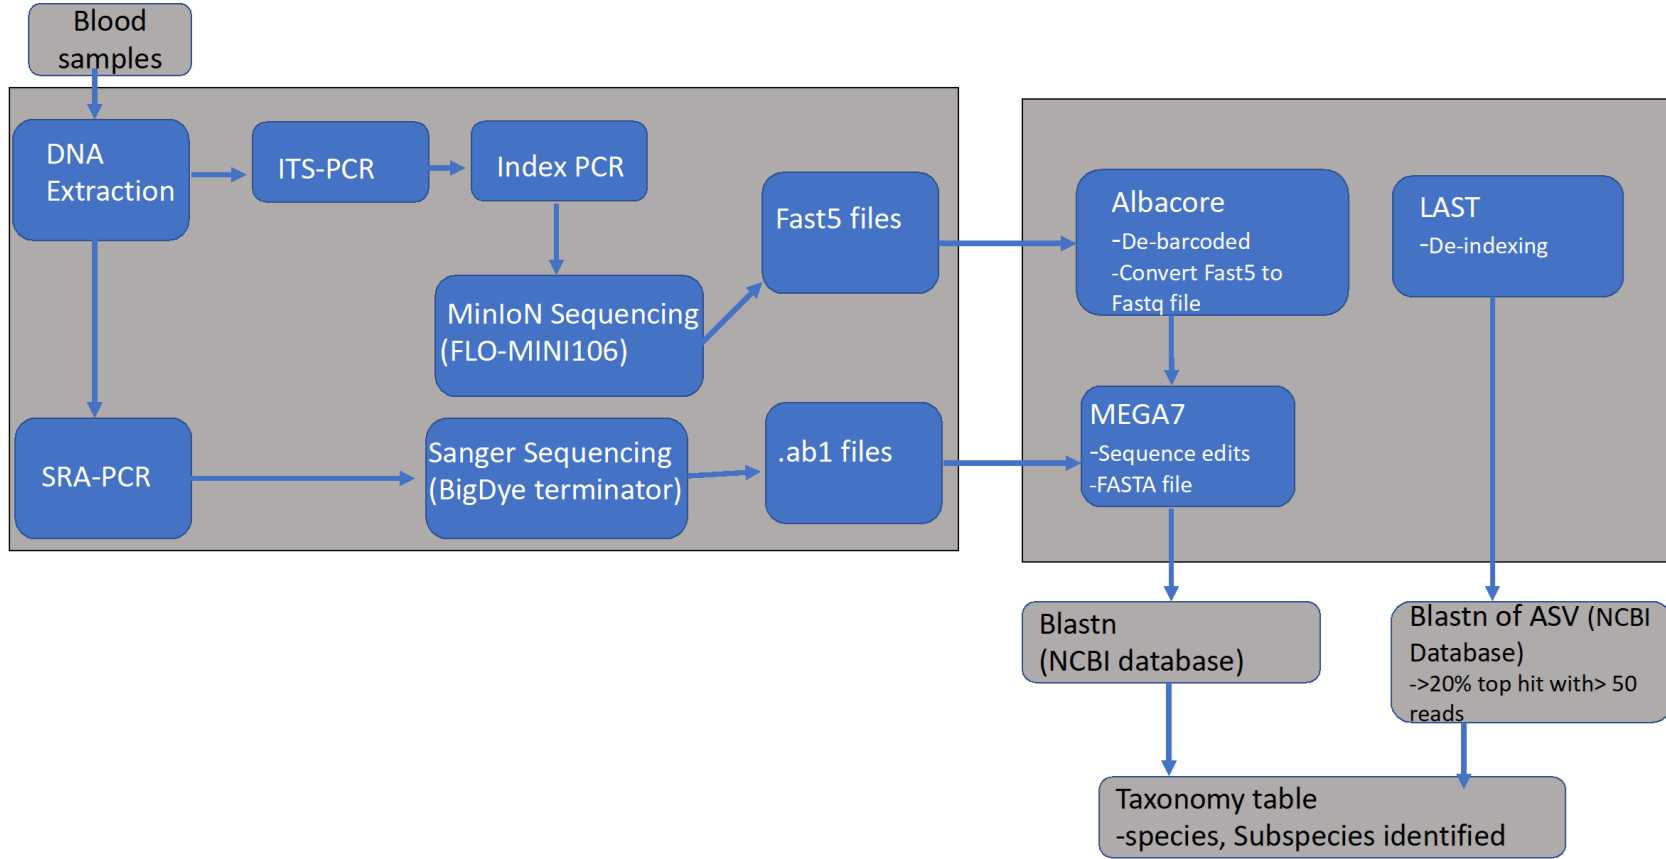 Blood
samples
DNA
Extraction
ITS-PCR
Index PCR
MinIoN Sequencing
(FLO-MINI106)
Fast5 files
SRA-PCR
Sanger Sequencing
(BigDye terminator)
.ab1 files
Albacore
-De-barcoded
-Convert Fast5 to
Fastq file
LAST
-De-indexing
MEGA7
-Sequence edits
-FASTA file
Blastn
(NCBI database)
Blastn of ASV (NCBI
Database)
->20% top hit with> 50
reads
Taxonomy table
-species, Subspecies identified